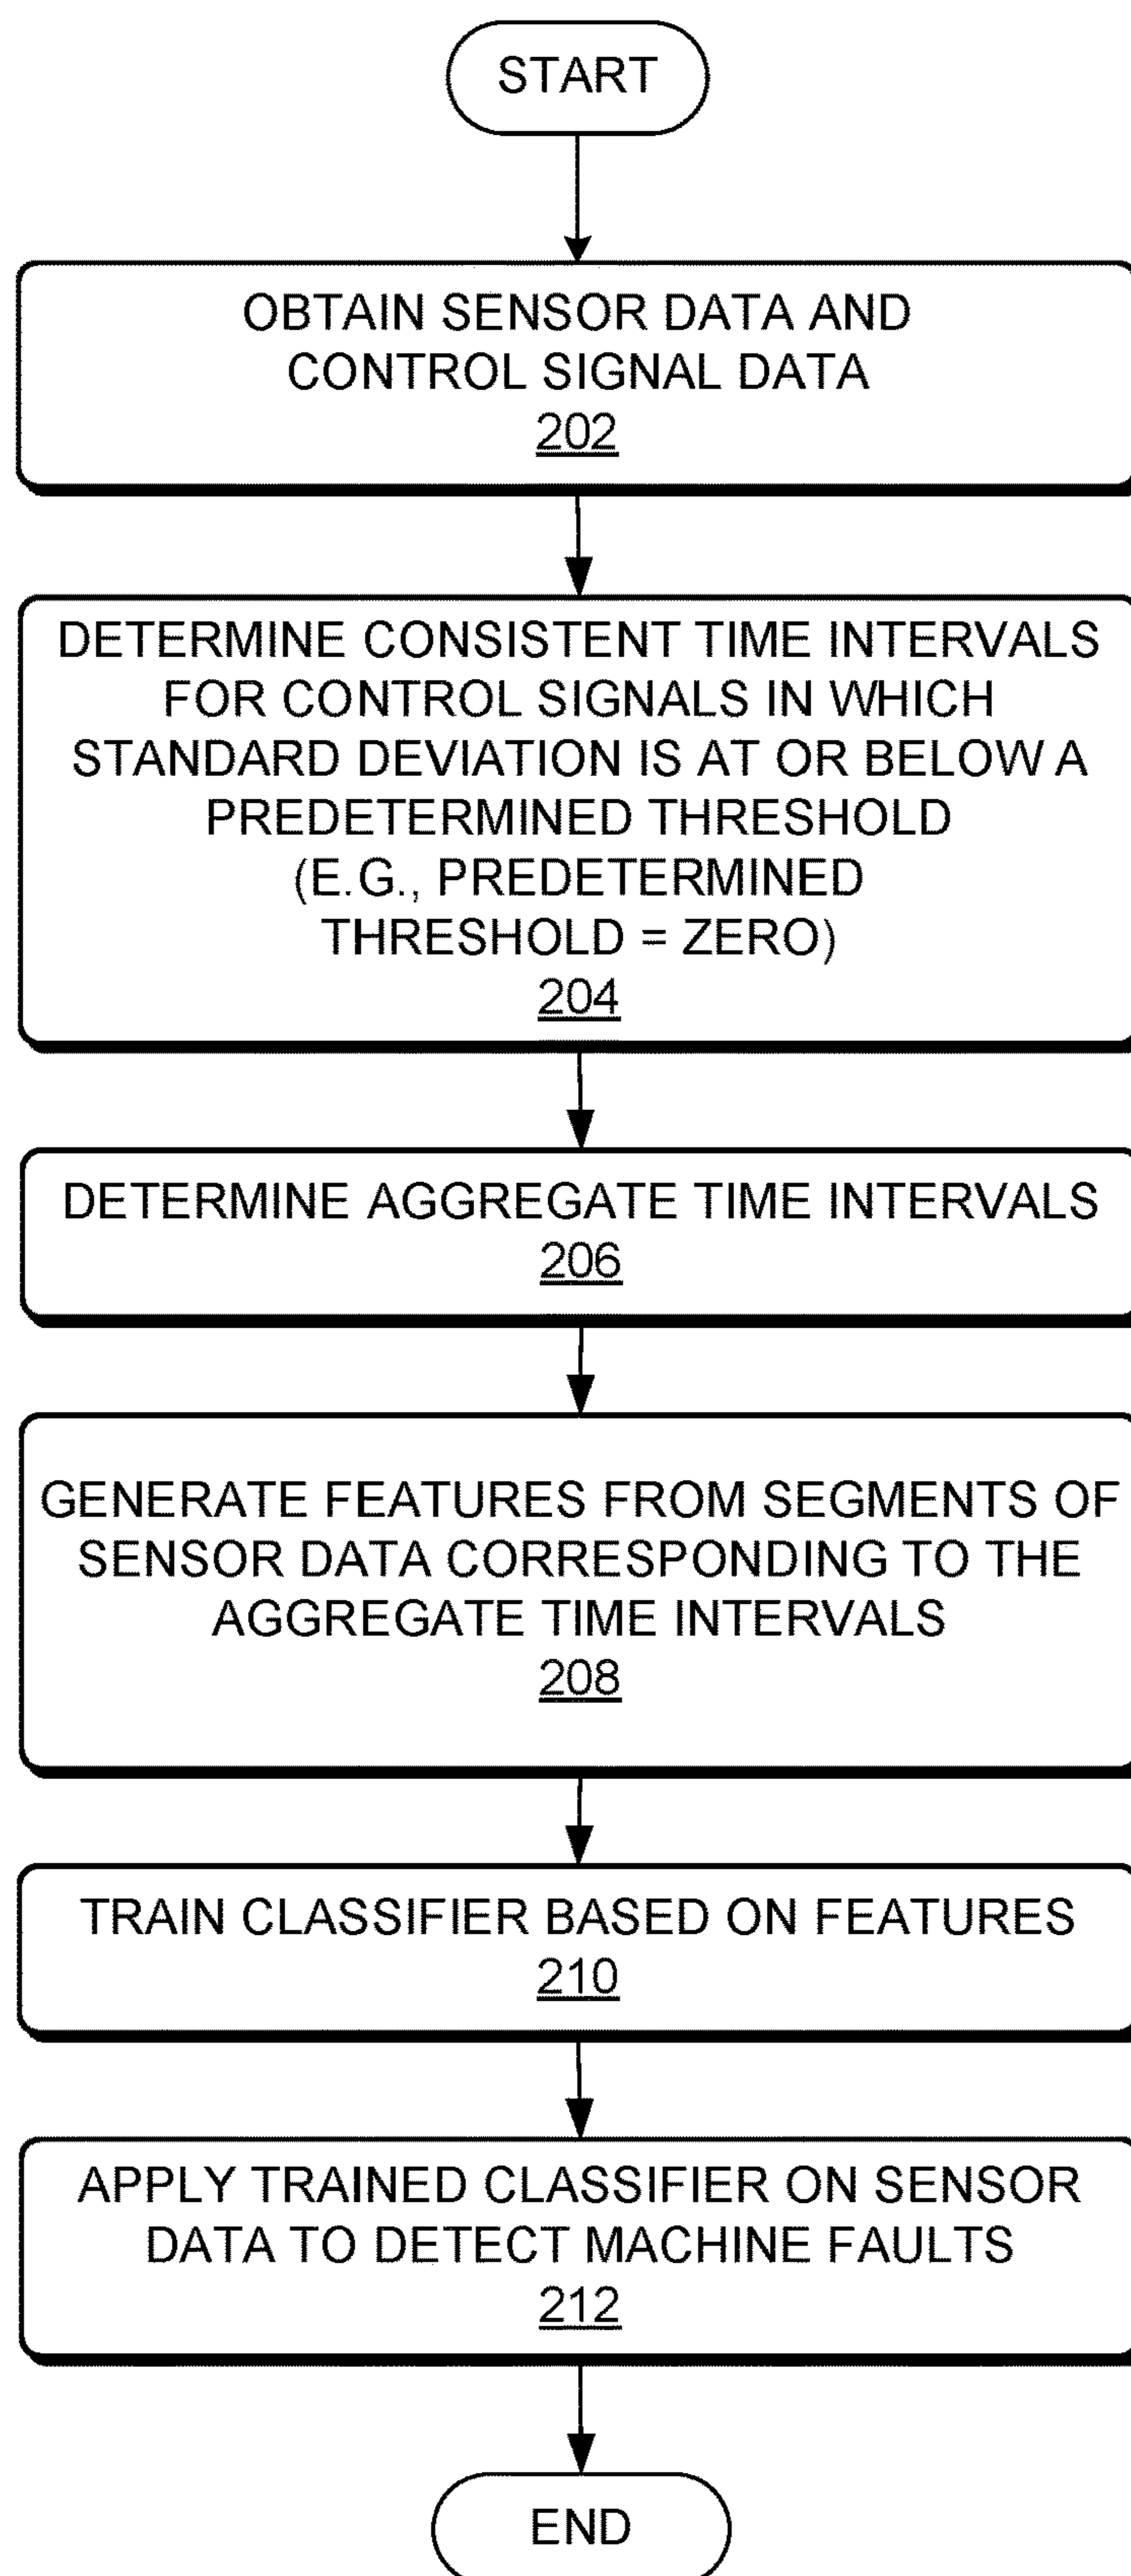 START
OBTAIN SENSOR DATA AND
CONTROL SIGNAL DATA
202
DETERMINE CONSISTENT TIME INTERVALS
FOR CONTROL SIGNALS IN WHICH
STANDARD DEVIATION IS AT OR BELOW A
PREDETERMINED THRESHOLD
(E.G., PREDETERMINED
THRESHOLD = ZERO)
204
DETERMINE AGGREGATE TIME INTERVALS
206
GENERATE FEATURES FROM SEGMENTS OF
SENSOR DATA CORRESPONDING TO THE
AGGREGATE TIME INTERVALS
208
TRAIN CLASSIFIER BASED ON FEATURES
210
APPLY TRAINED CLASSIFIER ON SENSOR
DATA TO DETECT MACHINE FAULTS
212
END